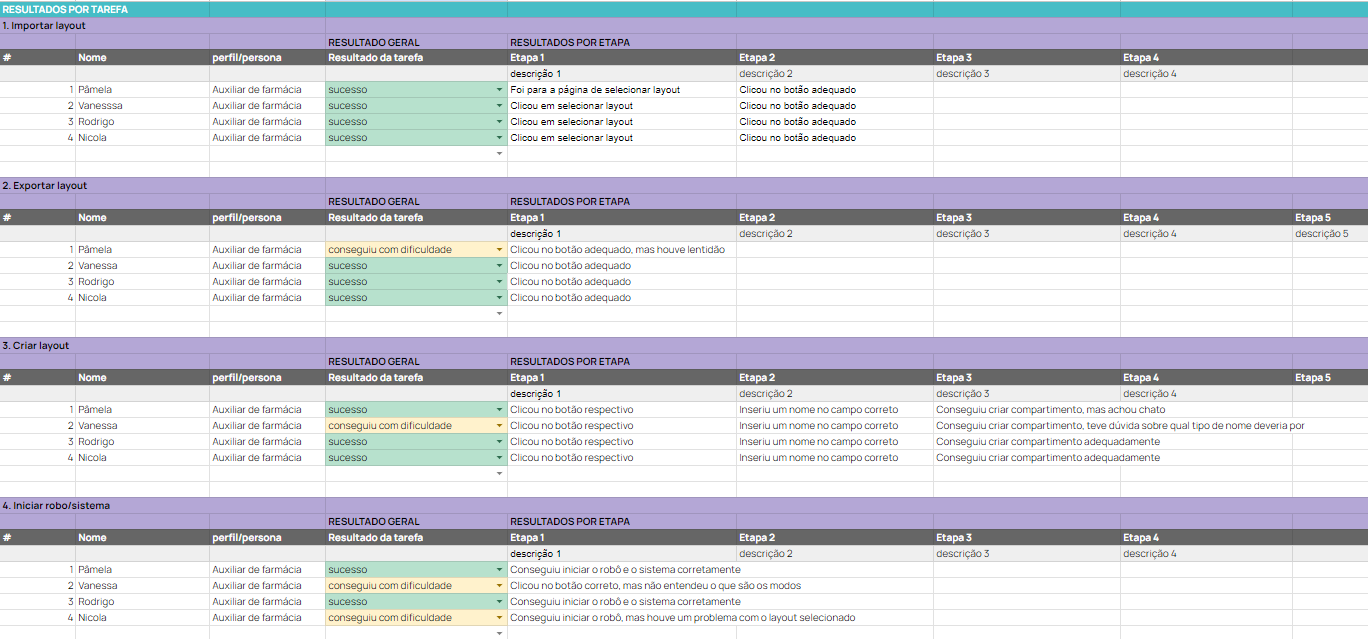 RESULTADOS POR TAREFA
1. Importar layout
RESULTADO GERAL RESULTADOS POR ETAPA
# Nome perfil/persona Resultado da tarefa Etapa 1 Etapa 2 Etapa 3 Etapa 4
descrição 1 descrição 2 descrição 3 descrição 4
1 Pâmela Auxiliar de farmácia sucesso Foi para a página de selecionar layout Clicou no botão adequado
2 Vanesssa Auxiliar de farmácia sucesso Clicou em selecionar layout Clicou no botão adequado
3 Rodrigo Auxiliar de farmácia sucesso Clicou em selecionar layout Clicou no botão adequado
4 Nicola Auxiliar de farmácia sucesso Clicou em selecionar layout Clicou no botão adequado
2. Exportar layout
RESULTADO GERAL RESULTADOS POR ETAPA
# Nome perfil/persona Resultado da tarefa Etapa 1 Etapa 2 Etapa 3 Etapa 4 Etapa 5
descrição 1 descrição 2 descrição 3 descrição 4 descrição 5
1 Pâmela Auxiliar de farmácia conseguiu com dificuldade Clicou no botão adequado, mas houve lentidão
2 Vanessa Auxiliar de farmácia sucesso Clicou no botão adequado
3 Rodrigo Auxiliar de farmácia sucesso Clicou no botão adequado
4 Nicola Auxiliar de farmácia sucesso Clicou no botão adequado
3. Criar layout
RESULTADO GERAL RESULTADOS POR ETAPA
# Nome perfil/persona Resultado da tarefa Etapa 1 Etapa 2 Etapa 3 Etapa 4 Etapa 5
descrição 1 descrição 2 descrição 3 descrição 4
1 Pâmela Auxiliar de farmácia sucesso Clicou no botão respectivo Inseriu um nome no campo correto Conseguiu criar compartimento, mas achou chato
2 Vanessa Auxiliar de farmácia conseguiu com dificuldade Clicou no botão respectivo Inseriu um nome no campo correto Conseguiu criar compartimento, teve dúvida sobre qual tipo de nome deveria por
3 Rodrigo Auxiliar de farmácia sucesso Clicou no botão respectivo Inseriu um nome no campo correto Conseguiu criar compartimento adequadamente
4 Nicola Auxiliar de farmácia sucesso Clicou no botão respectivo Inseriu um nome no campo correto Conseguiu criar compartimento adequadamente
4. Iniciar robo/sistema
RESULTADO GERAL RESULTADOS POR ETAPA
# Nome perfil/persona Resultado da tarefa Etapa 1 Etapa 2 Etapa 3 Etapa 4
descrição 1 descrição 2 descrição 3 descrição 4
1 Pâmela Auxiliar de farmácia sucesso Conseguiu iniciar o robô e o sistema corretamente
2 Vanessa Auxiliar de farmácia conseguiu com dificuldade Clicou no botão correto, mas não entendeu o que são os modos
3 Rodrigo Auxiliar de farmácia sucesso Conseguiu iniciar o robô e o sistema corretamente
4 Nicola Auxiliar de farmácia conseguiu com dificuldade Conseguiu iniciar o robô, mas houve um problema com o layout selecionado